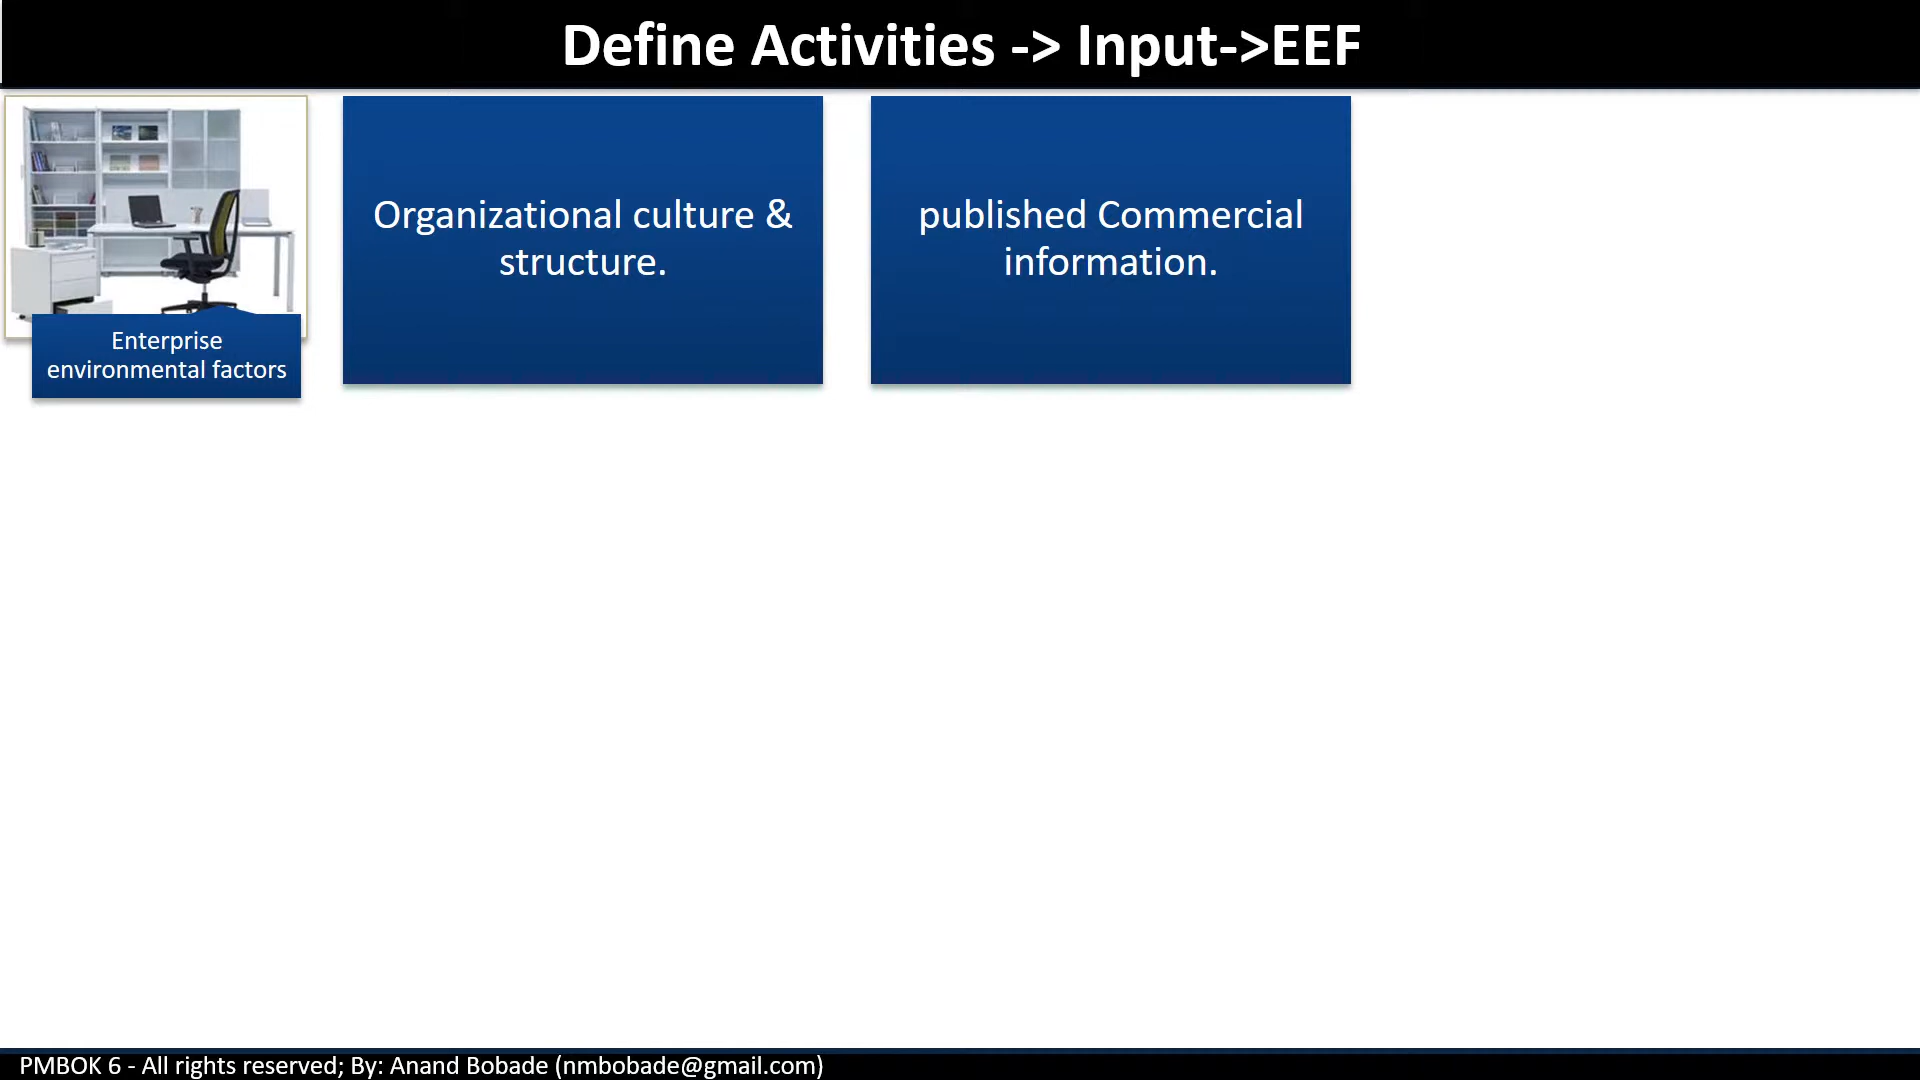 Define Activities -> Input->EEF
Enterprise
environmental factors
Organizational culture &
structure.
published Commercial
information.
PMBOK 6 - All rights reserved; By: Anand Bobade (nmbobade@gmail.com)